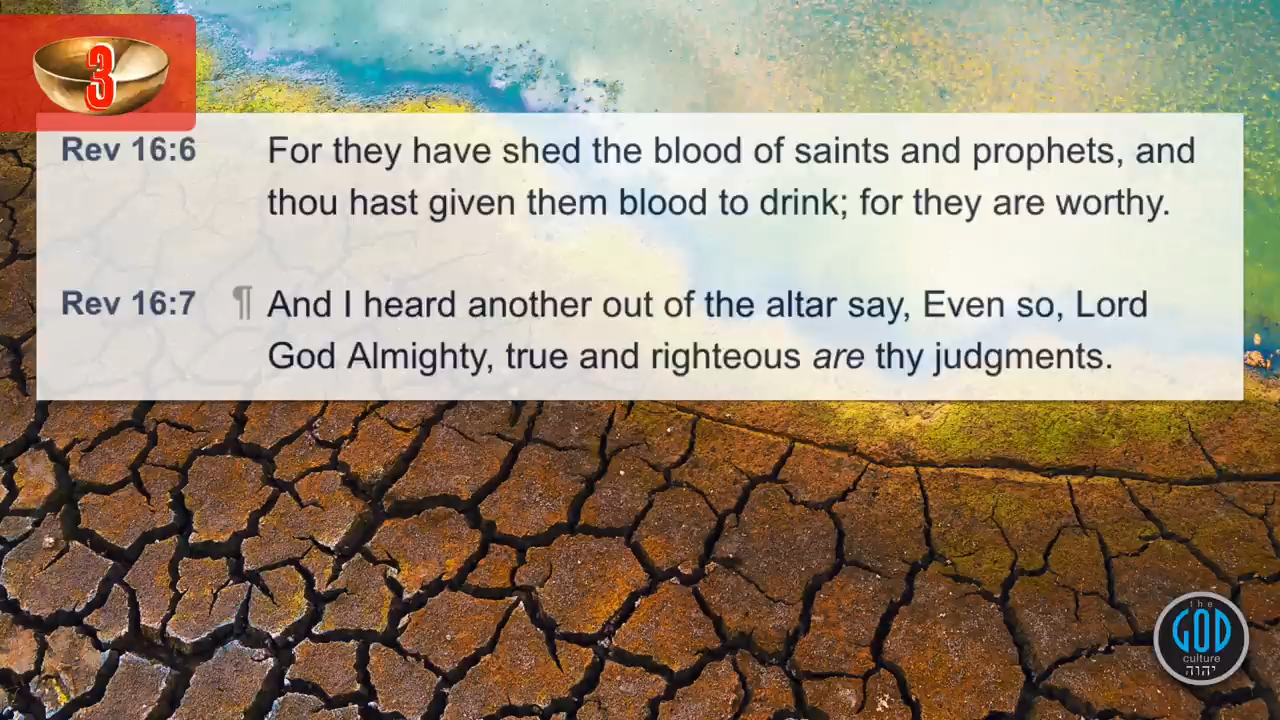 3
Rev 16:6 For they have shed the blood of saints and prophets, and
thou hast given them blood to drink; for they are worthy.
Rev 16:7 ¶ And I heard another out of the altar say, Even so, Lord
God Almighty, true and righteous are thy judgments.
the
GOD
culture
יהוה